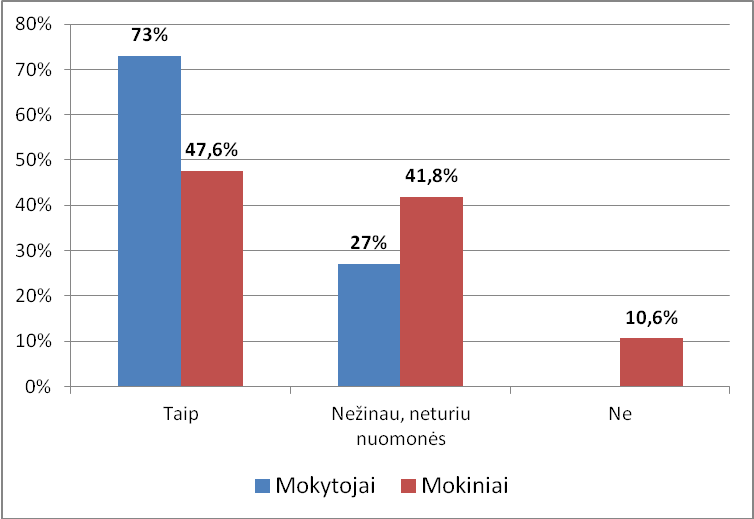 80%
70%
60%
50%
40%
30%
20%
10%
0%
73%
47,6%
27%
41,8%
10,6%
Taip
Nežinau, neturiu
nuomonės
Ne
Mokytojai
Mokiniai